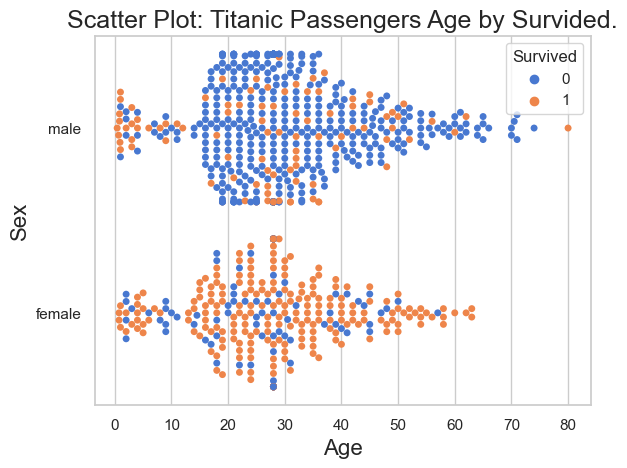 Scatter Plot: Titanic Passengers Age by Survided.
Survived
0
1
male
female
Sex
0 10 20 30 40 50 60 70 80
Age